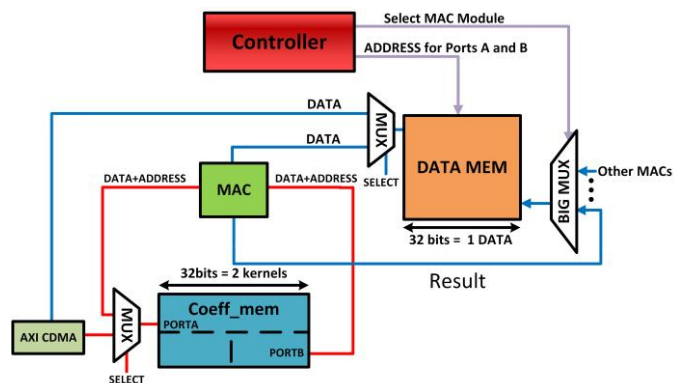 Select MAC Module
Controller
ADDRESS for Ports A and B
DATA
MUX
DATA
DATA MEM
BIG MUX
Other MACs
SELECT
DATA+ADDRESS
MAC
DATA+ADDRESS
32 bits = 1 DATA
Result
32bits = 2 kernels
MUX
Coeff_mem
PORTA
AXI CDMA
PORTB
SELECT